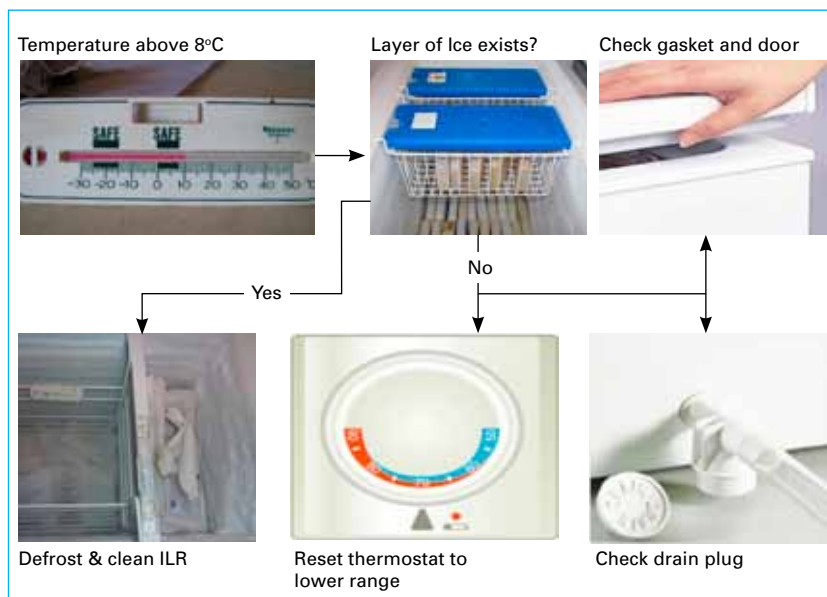 Temperature above 8°C
Layer of Ice exists?
Check gasket and door
SAFE
SAFE
-30 -20 -10 0 10 20 30 40 50 °C
Yes
No
Defrost & clean ILR
Reset thermostat to
lower range
Check drain plug